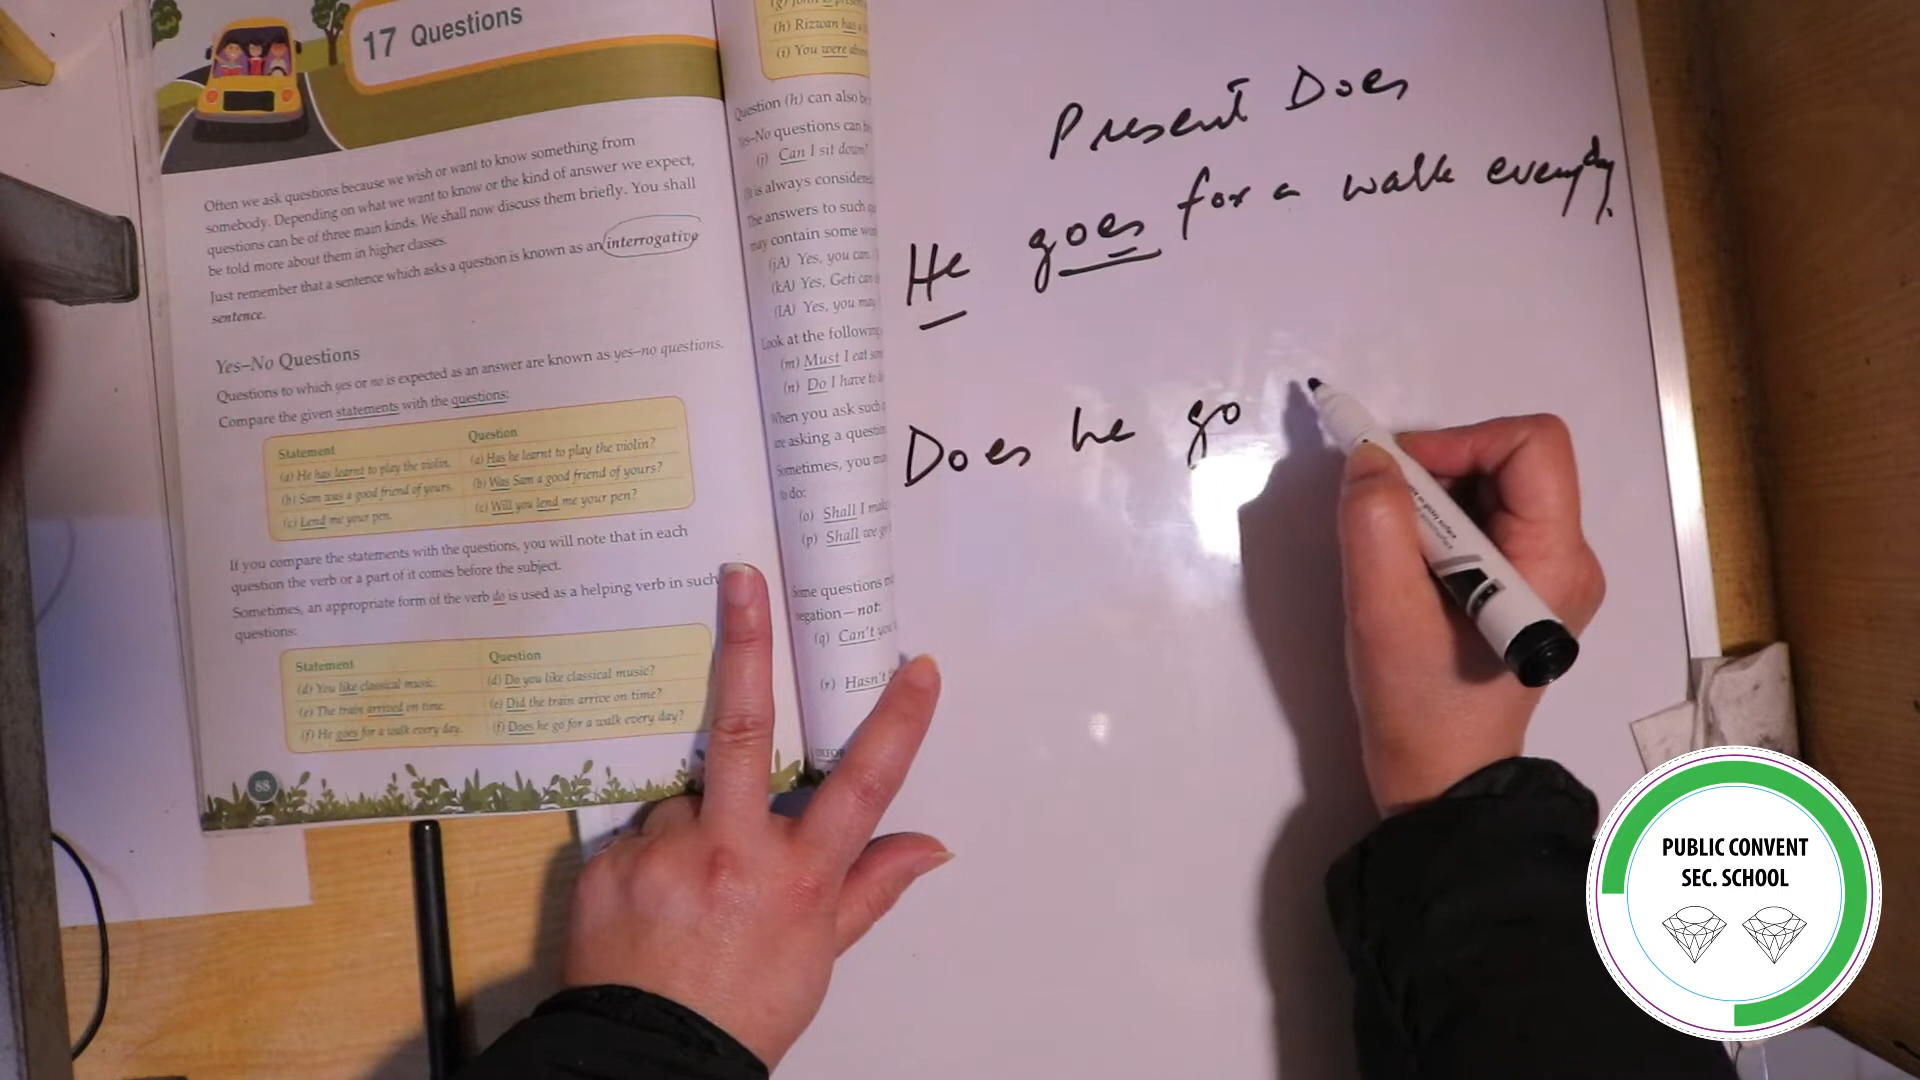 17 Questions
Often we ask questions because we wish or want to know something from
somebody. Depending on what we want to know or the kind of answer we expect,
questions can be of three main kinds. We shall now discuss them briefly. You shall
be told more about them in higher classes.
Just remember that a sentence which asks a question is known as an interrogative
sentence.
Yes–No Questions
Questions to which yes or no is expected as an answer are known as yes–no questions.
Compare the given statements with the questions:
Statement Question
(a) He has learnt to play the violin. (a) Has he learnt to play the violin?
(b) Sam was a good friend of yours. (b) Was Sam a good friend of yours?
(c) Lend me your pen. (c) Will you lend me your pen?
If you compare the statements with the questions, you will note that in each
question the verb or a part of it comes before the subject.
Sometimes, an appropriate form of the verb do is used as a helping verb in such
questions:
Statement Question
(d) You like classical music. (d) Do you like classical music?
(e) The train arrived on time. (e) Did the train arrive on time?
(f) He goes for a walk every day. (f) Does he go for a walk every day?
88
(h) Rizwan has
(i) You were
Question (h) can also
Yes–No questions can
(j) Can I sit down?
It is always
The answers to such
may contain some
(jA) Yes, you can.
(kA) Yes, Geti can
(lA) Yes, you may
Look at the following
(m) Must I eat
(n) Do I have to
When you ask such
are asking a
Sometimes, you
to do:
(o) Shall I
(p) Shall we
Some questions
negation—not:
(q) Can't you
(r) Hasn't
Present Does
He goes for a walk everyday.
Does he go
PUBLIC CONVENT
SEC. SCHOOL